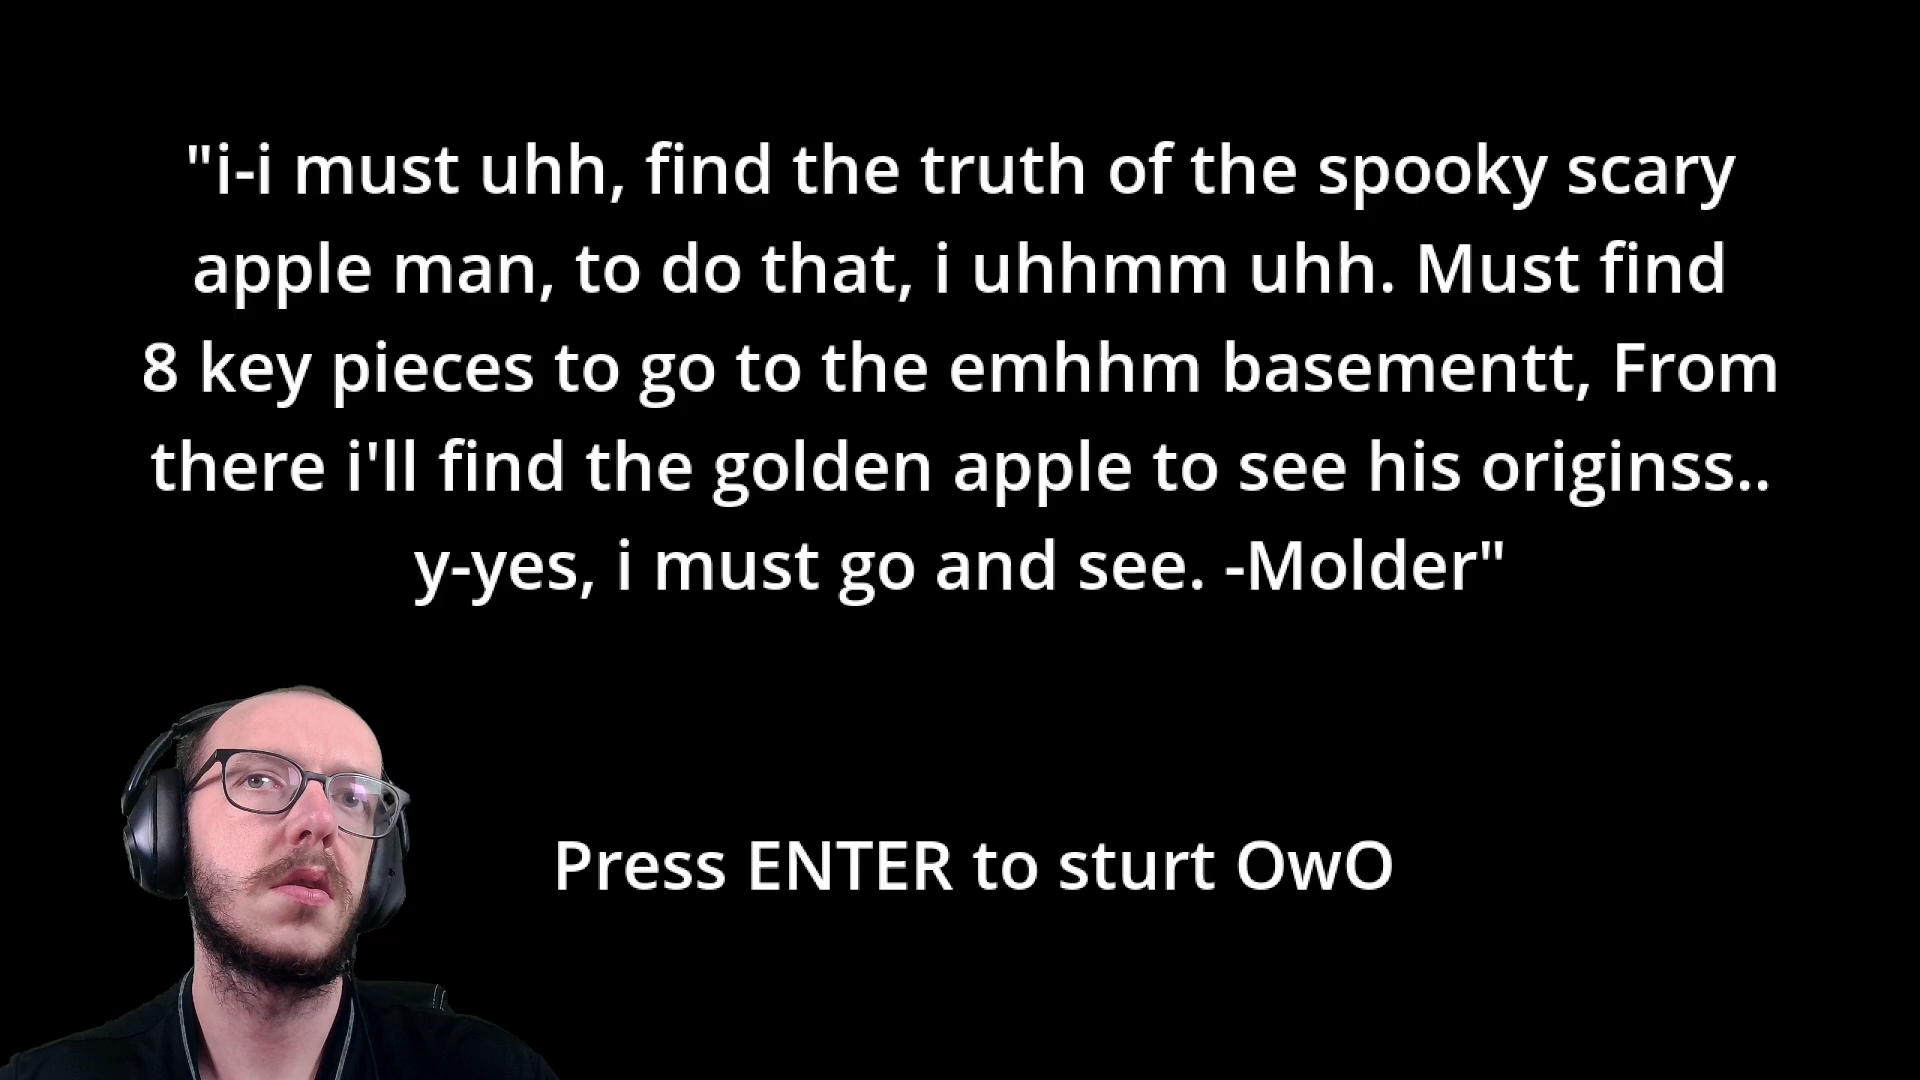 "i-i must uhh, find the truth of the spooky scary
apple man, to do that, i uhhmm uhh. Must find
8 key pieces to go to the emhhm basementt, From
there i'll find the golden apple to see his originss..
y-yes, i must go and see. -Molder"
Press ENTER to sturt OwO